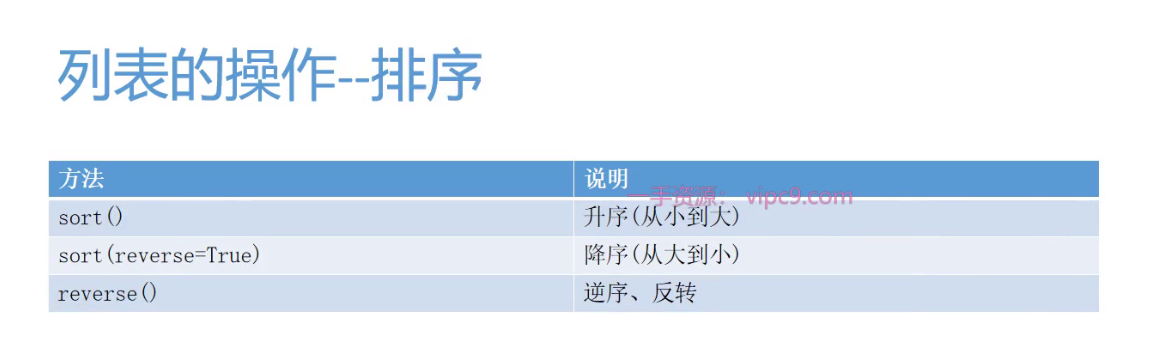 列表的操作--排序
方法 说明
一手资源: vipc9.com
sort() 升序(从小到大)
sort(reverse=True) 降序(从大到小)
reverse() 逆序、反转